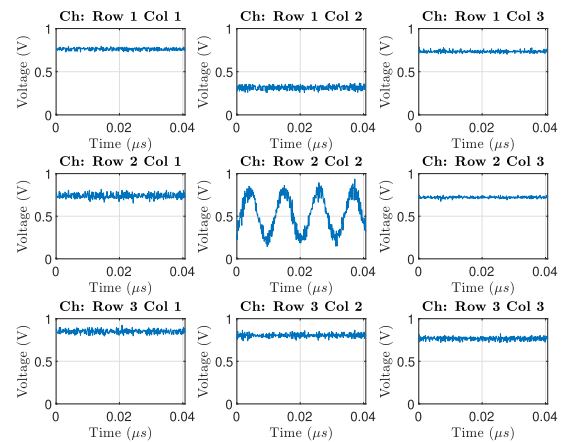 Ch: Row 1 Col 1 Ch: Row 1 Col 2 Ch: Row 1 Col 3
1 1 1
Voltage (V) Voltage (V) Voltage (V)
0.5 0.5 0.5
0 0 0
0 0.02 0.04 0 0.02 0.04 0 0.02 0.04
Time (μs) Time (μs) Time (μs)
Ch: Row 2 Col 1 Ch: Row 2 Col 2 Ch: Row 2 Col 3
1 1 1
Voltage (V) Voltage (V) Voltage (V)
0.5 0.5 0.5
0 0 0
0 0.02 0.04 0 0.02 0.04 0 0.02 0.04
Time (μs) Time (μs) Time (μs)
Ch: Row 3 Col 1 Ch: Row 3 Col 2 Ch: Row 3 Col 3
1 1 1
Voltage (V) Voltage (V) Voltage (V)
0.5 0.5 0.5
0 0 0
0 0.02 0.04 0 0.02 0.04 0 0.02 0.04
Time (μs) Time (μs) Time (μs)